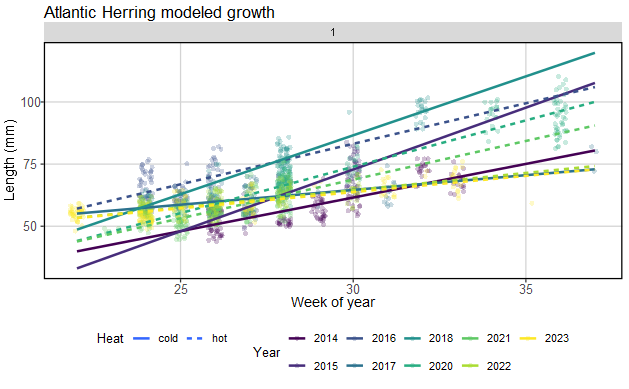 Atlantic Herring modeled growth
1
Length (mm)
100
75
50
25
30
35
Week of year
Heat
cold
hot
Year
2014
2016
2018
2021
2023
2015
2017
2020
2022